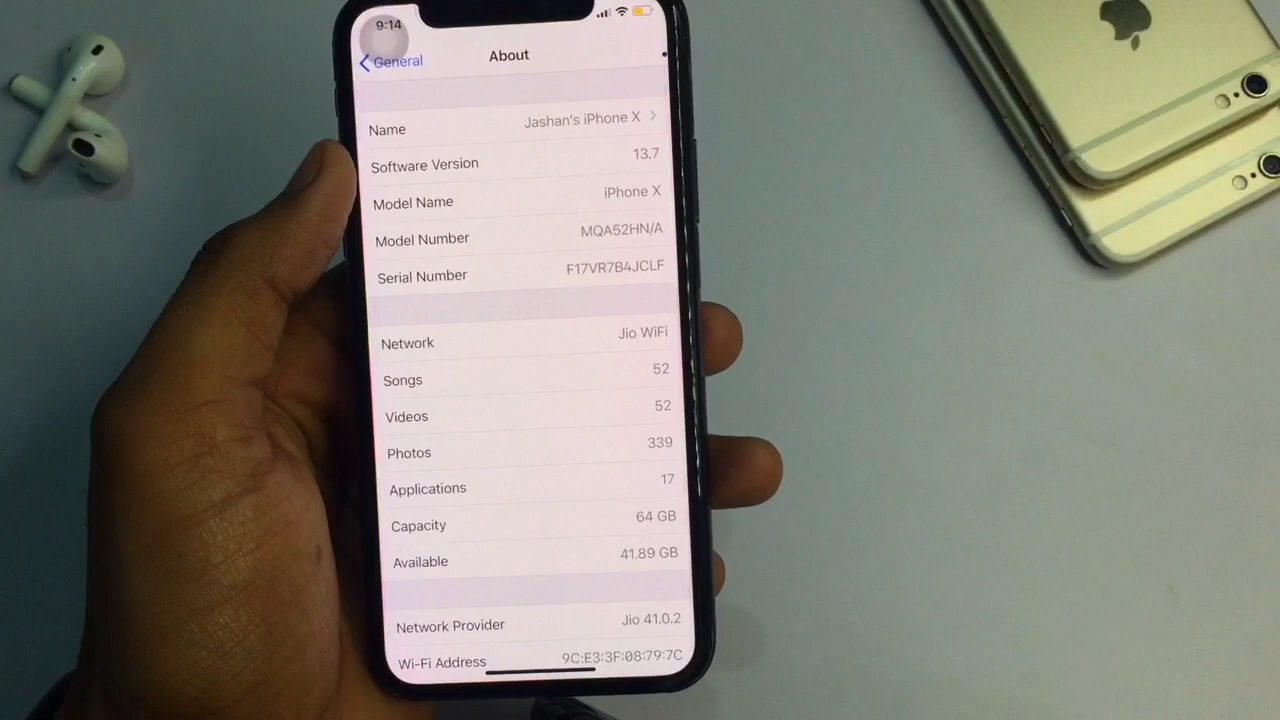 9:14
General
About
Name Jashan's iPhone X
Software Version 13.7
Model Name iPhone X
Model Number MQA52HN/A
Serial Number F17VR7B4JCLF
Network Jio WiFi
Songs 52
Videos 52
Photos 339
Applications 17
Capacity 64 GB
Available 41.89 GB
Network Provider Jio 41.0.2
Wi-Fi Address 9C:E3:3F:08:79:7C